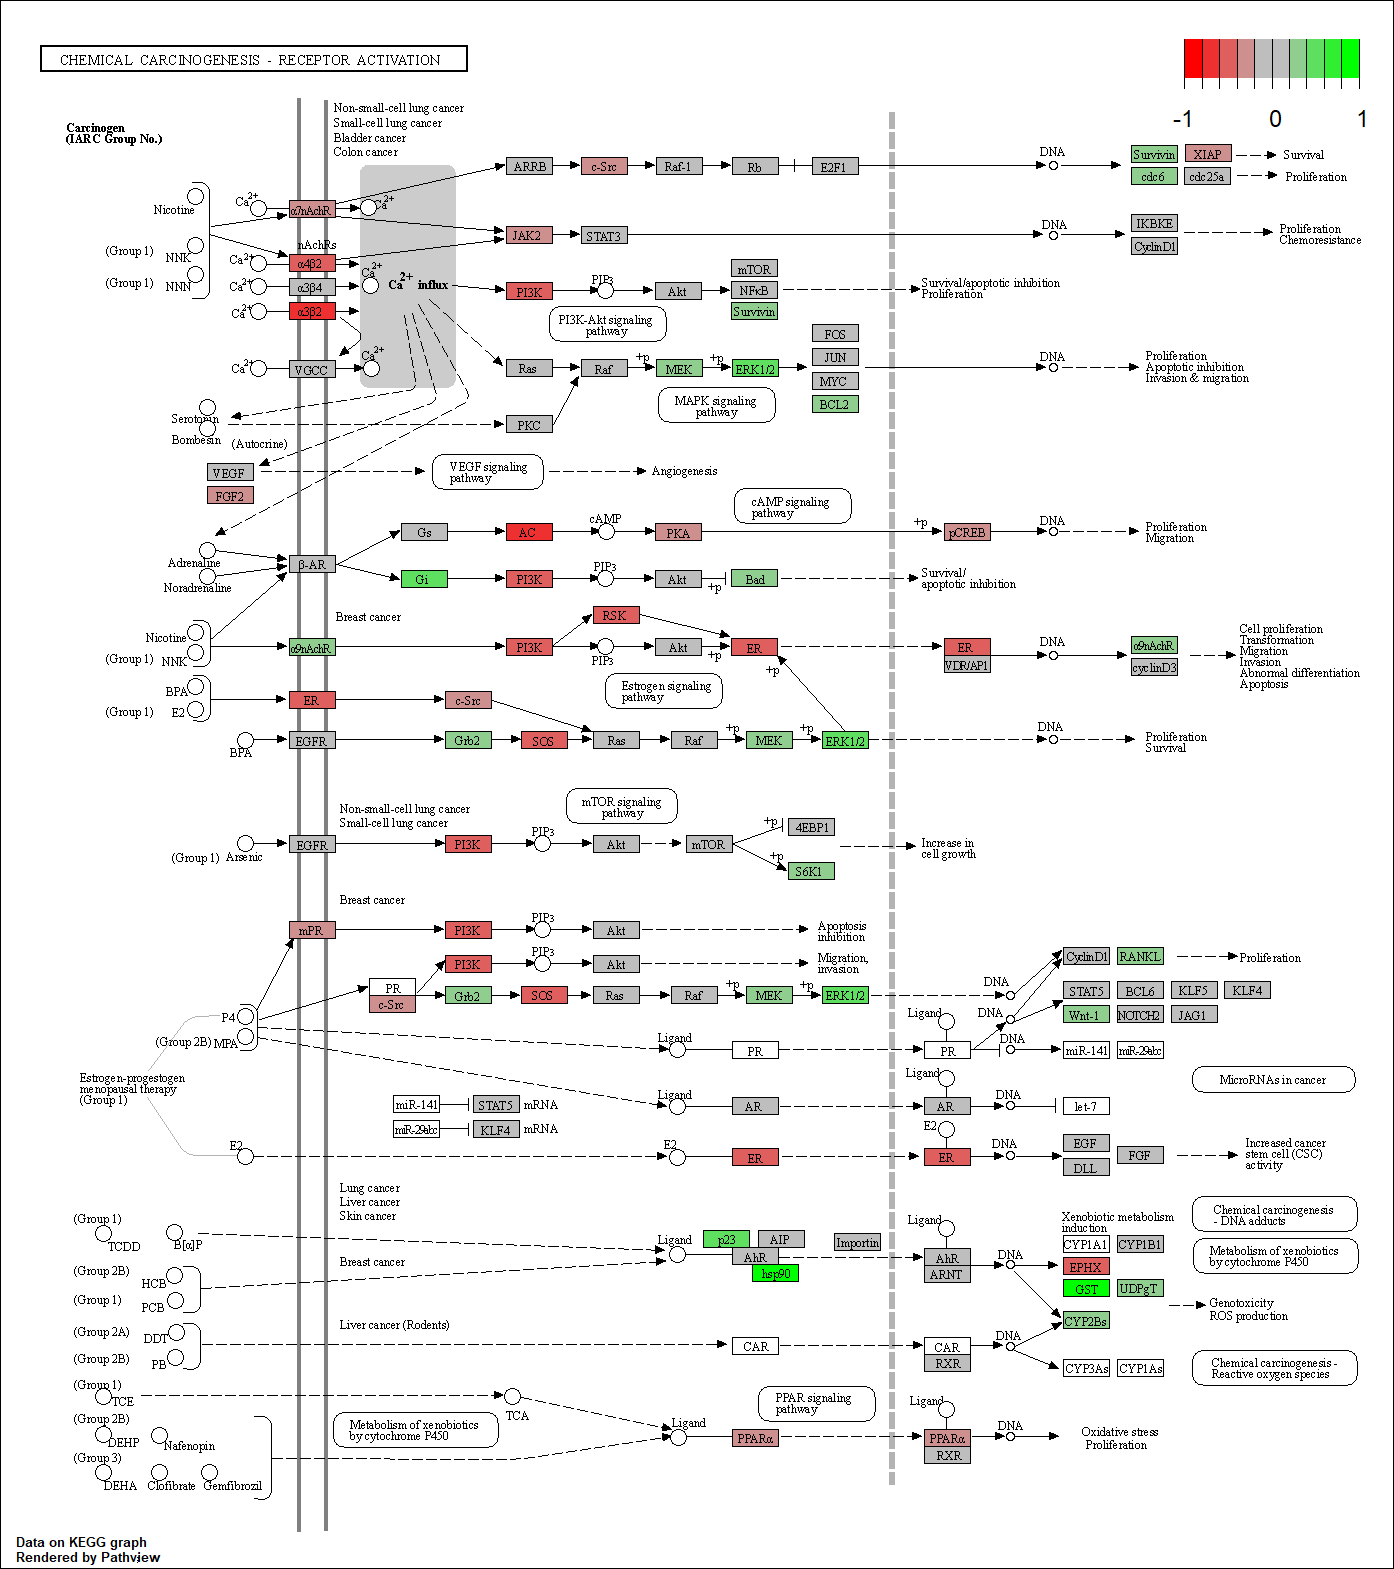 CHEMICAL CARCINOGENESIS - RECEPTOR ACTIVATION
-1 0 1
Carcinogen
(IARC Group No.)
Non-small-cell lung cancer
Small-cell lung cancer
Bladder cancer
Colon cancer
ARRB c-Src Raf-1 Rb E2F1 DNA Survivin XIAP Survival
cdc6 cdc25a Proliferation
Nicotine Ca2+ α7nAchR Ca2+
(Group 1) NNK nAchRs JAK2 STAT3 DNA IKBKE CyclinD1 Proliferation
Chemoresistance
(Group 1) NNN Ca2+ α4β2 Ca2+
Ca2+ α3β4 Ca2+ influx PI3K PIP3 Akt mTOR NFκB Survivin Survival/apoptotic inhibition
Proliferation
Ca2+ α3β2
PI3K-Akt signaling
pathway
Ca2+ VGCC Ca2+ Ras Raf +p MEK +p ERK1/2 FOS JUN MYC BCL2 DNA Proliferation
Apoptotic inhibition
Invasion & migration
MAPK signaling
pathway
Serotonin
Bombesin PKC
(Autocrine)
VEGF VEGF signaling
pathway Angiogenesis
FGF2
cAMP signaling
pathway
Gs AC cAMP PKA +p pCREB DNA Proliferation
Migration
Adrenaline
Noradrenaline β-AR Gi PI3K PIP3 Akt +p Bad Survival/
apoptotic inhibition
Breast cancer RSK
Nicotine
(Group 1) NNK α9nAchR PI3K PIP3 Akt +p ER ER VDR/AP1 DNA α9nAchR cyclinD3
Cell proliferation
Transformation
Migration
Invasion
Abnormal differentiation
Apoptosis
+p
Estrogen signaling
pathway
BPA
(Group 1) E2 ER c-Src
BPA EGFR Grb2 SOS Ras Raf +p MEK +p ERK1/2 DNA Proliferation
Survival
Non-small-cell lung cancer
Small-cell lung cancer
mTOR signaling
pathway
(Group 1) Arsenic EGFR PI3K PIP3 Akt mTOR +p 4EBP1 +p S6K1 Increase in
cell growth
Breast cancer
mPR PI3K PIP3 Akt Apoptosis
inhibition
PI3K PIP3 Akt Migration,
invasion
DNA CyclinD1 RANKL Proliferation
PR c-Src Grb2 SOS Ras Raf +p MEK +p ERK1/2
STAT5 BCL6 KLF5 KLF4
P4 Ligand DNA Wnt-1 NOTCH2 JAG1
(Group 2B) MPA Ligand PR PR DNA miR-141 miR-29abc
Estrogen-progestogen
menopausal therapy
(Group 1)
MicroRNAs in cancer
miR-141 STAT5 mRNA Ligand AR Ligand AR DNA let-7
miR-29abc KLF4 mRNA
E2 E2 ER E2 ER DNA EGF DLL FGF Increased cancer
stem cell (CSC)
activity
Lung cancer
Liver cancer
Skin cancer
Chemical carcinogenesis
- DNA adducts
(Group 1) TCDD B[α]P Ligand p23 AIP Importin Ligand
Xenobiotic metabolism
induction
CYP1A1 CYP1B1
Metabolism of xenobiotics
by cytochrome P450
Breast cancer AhR hsp90 AhR ARNT DNA EPHX
(Group 2B) HCB GST UDPgT
(Group 1) PCB Genotoxicity
ROS production
CYP2Bs
Liver cancer (Rodents)
(Group 2A) DDT CAR CAR RXR DNA
(Group 2B) PB CYP3As CYP1As
Chemical carcinogenesis -
Reactive oxygen species
(Group 1) TCE TCA
PPAR signaling
pathway
(Group 2B) DEHP Nafenopin
Metabolism of xenobiotics
by cytochrome P450
Ligand PPARα Ligand PPARα RXR DNA Oxidative stress
Proliferation
(Group 3)
DEHA Clofibrate Gemfibrozil
Data on KEGG graph
Rendered by Pathview